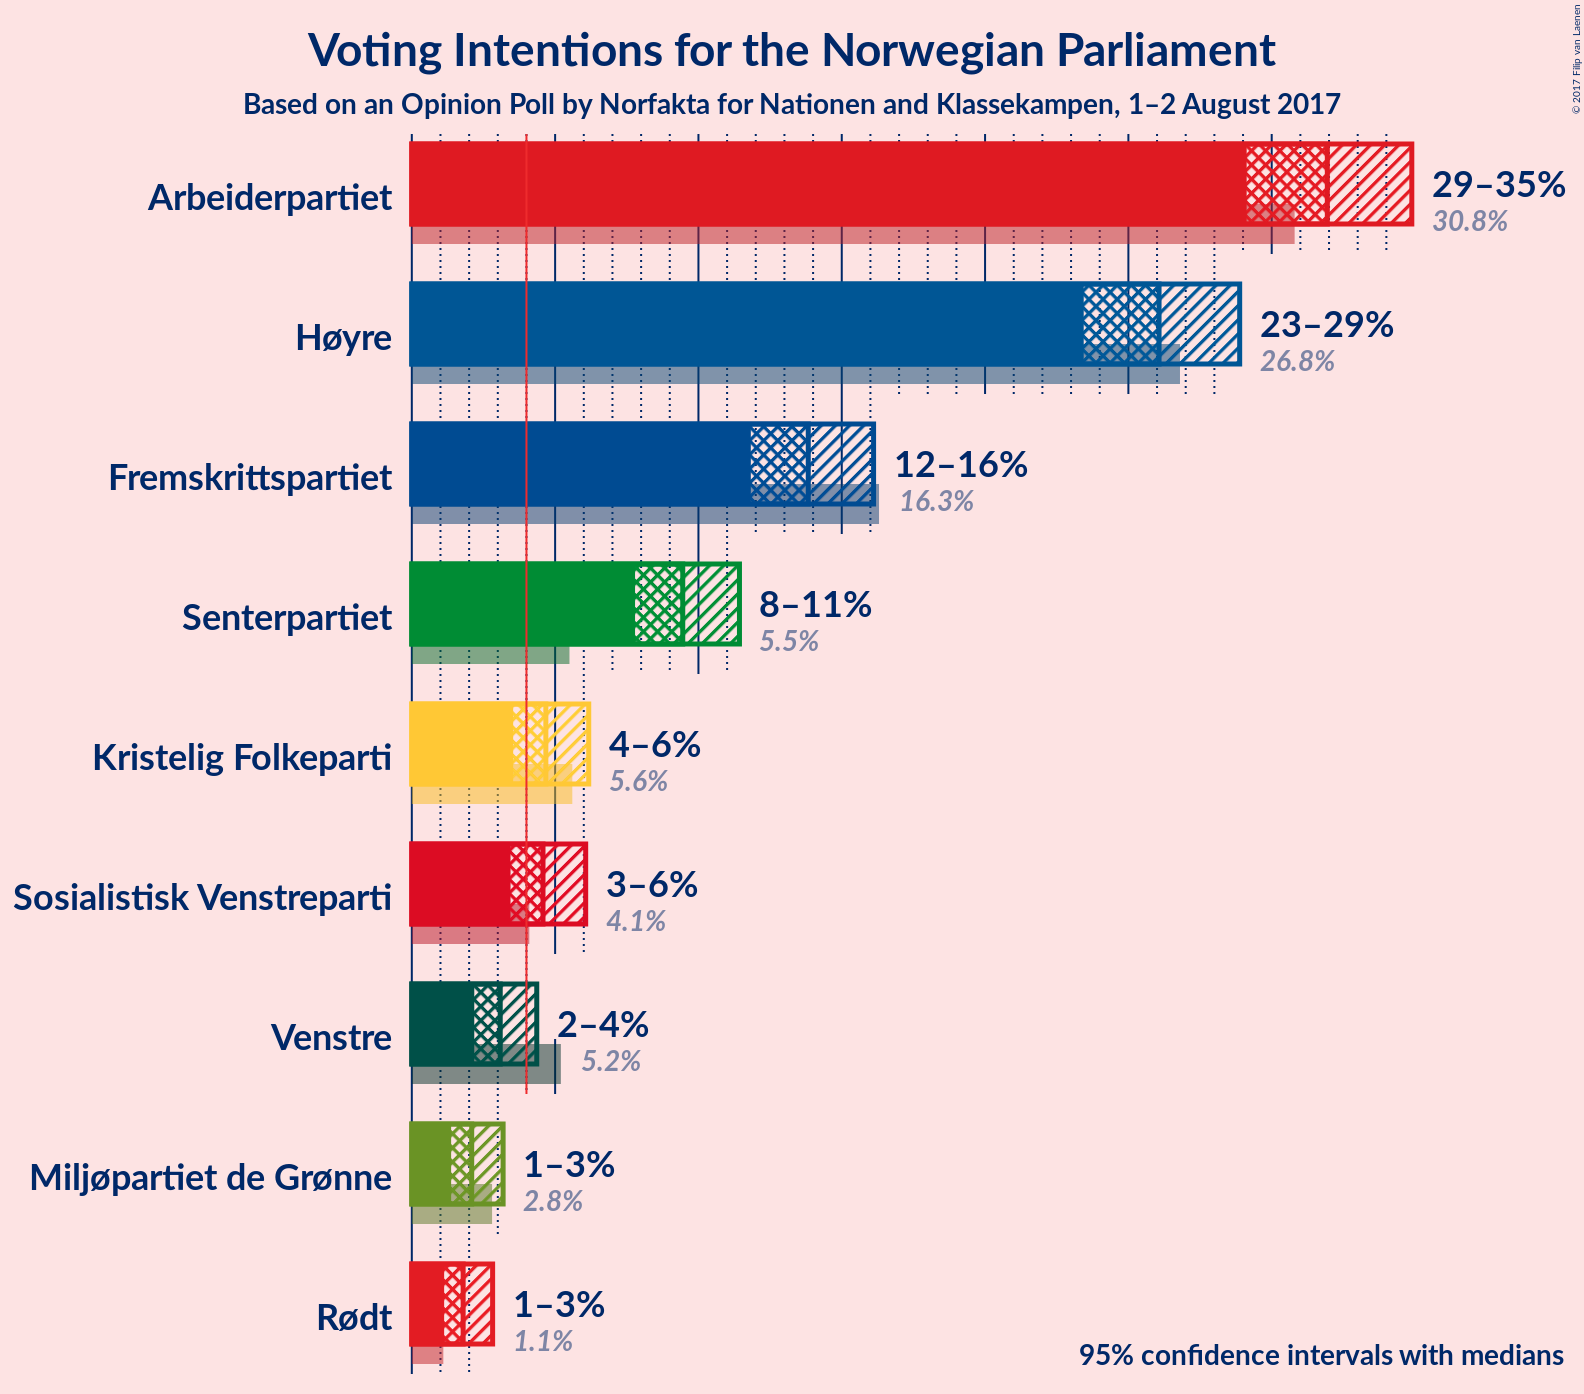 Voting Intentions for the Norwegian Parliament
Based on an Opinion Poll by Norfakta for Nationen and Klassekampen, 1–2 August 2017
© 2017 Filip van Laenen
Arbeiderpartiet
29–35%
30.8%
Høyre
23–29%
26.8%
Fremskrittspartiet
12–16%
16.3%
Senterpartiet
8–11%
5.5%
Kristelig Folkeparti
4–6%
5.6%
Sosialistisk Venstreparti
3–6%
4.1%
Venstre
2–4%
5.2%
Miljøpartiet de Grønne
1–3%
2.8%
Rødt
1–3%
1.1%
95% confidence intervals with medians